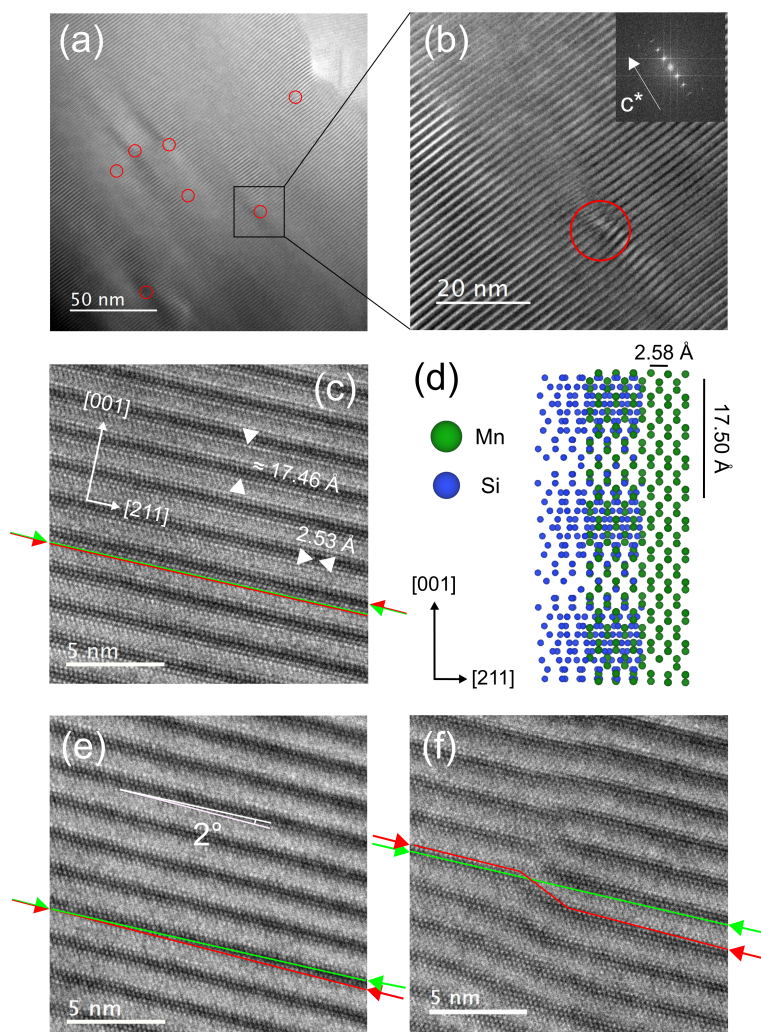 (a)
50 nm
(b)
c*
20 nm
(c)
[001]
[211]
≈ 17.46 Å
2.53 Å
5 nm
(d)
Mn
Si
2.58 Å
17.50 Å
[001]
[211]
(e)
2°
5 nm
(f)
5 nm